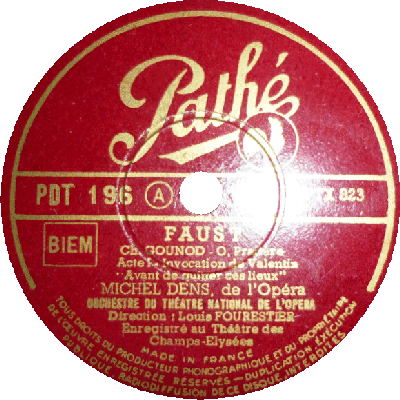 Pathé
PDT 196 A
X 823
BIEM
FAUST
Ch. GOUNOD
Acte I. Invocation de Valentin
"Avant de quitter ces lieux"
MICHEL DENS, de l'Opéra
ORCHESTRE DU THÉATRE NATIONAL DE L'OPÉRA
Direction : Louis FOURESTIER
Enregistré au Théâtre des
Champs-Elysées
MADE IN FRANCE
TOUS DROITS DU PRODUCTEUR PHONOGRAPHIQUE ET DU PROPRIÉTAIRE
DE L'ŒUVRE ENREGISTRÉE RÉSERVÉS - DUPLICATION EXÉCUTION
PUBLIQUE RADIODIFFUSION DE CE DISQUE INTERDITES